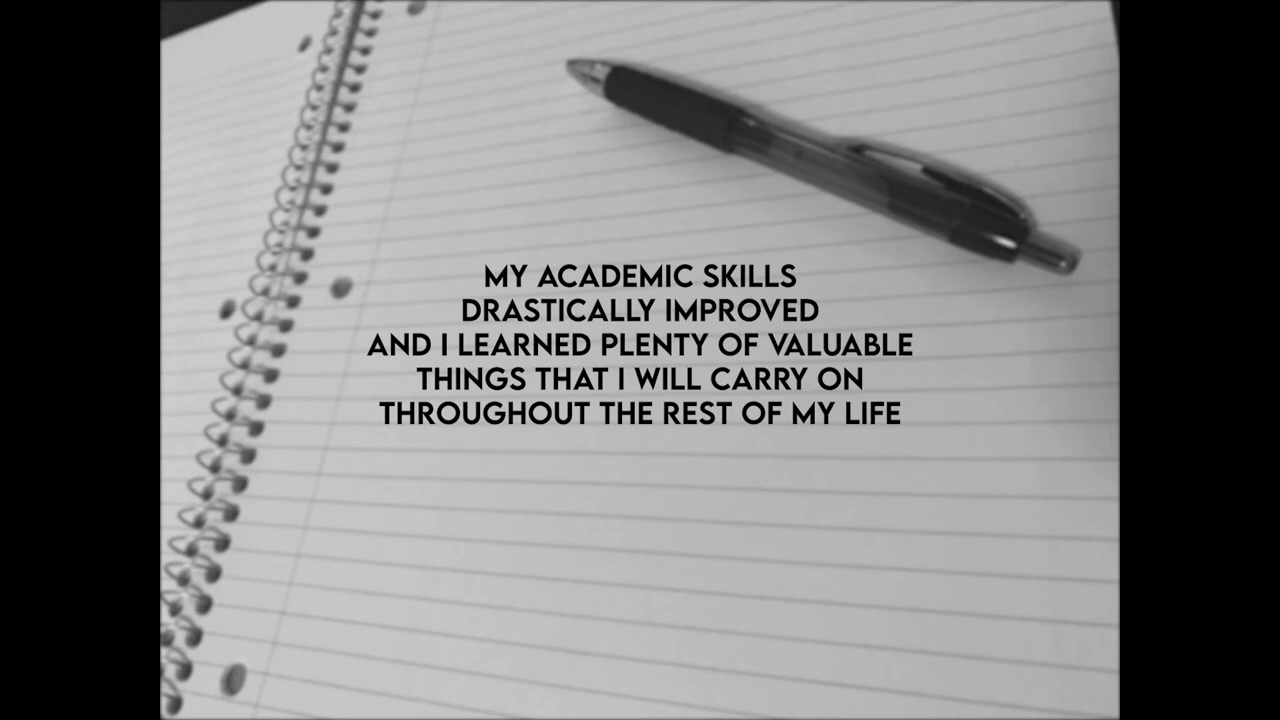 MY ACADEMIC SKILLS
DRASTICALLY IMPROVED
AND I LEARNED PLENTY OF VALUABLE
THINGS THAT I WILL CARRY ON
THROUGHOUT THE REST OF MY LIFE